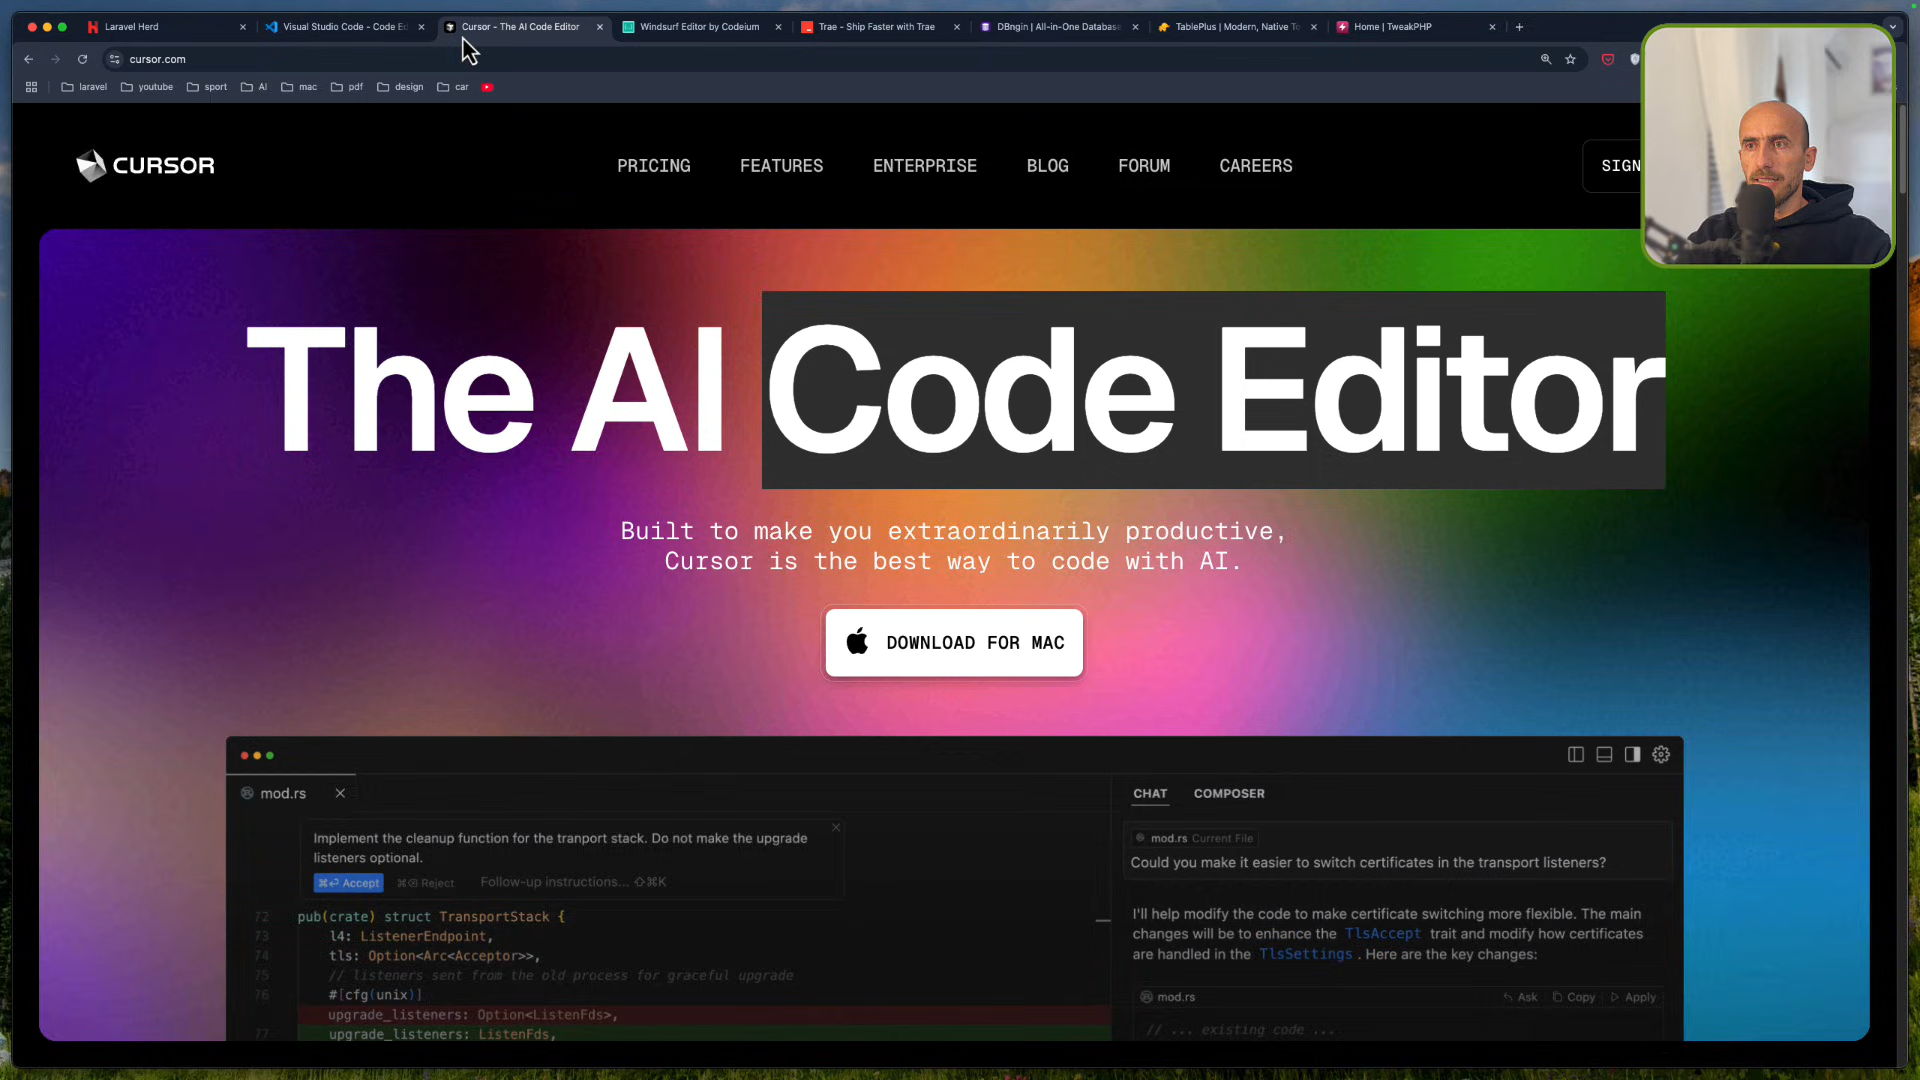 Laravel Herd
Visual Studio Code - Code Ed
Cursor - The AI Code Editor
Windsurf Editor by Codeium
Trae - Ship Faster with Trae
DBngin | All-in-One Database
TablePlus | Modern, Native To
Home | TweakPHP
cursor.com
laravel
youtube
sport
AI
mac
pdf
design
car
CURSOR
PRICING
FEATURES
ENTERPRISE
BLOG
FORUM
CAREERS
SIGN
The AI Code Editor
Built to make you extraordinarily productive,
Cursor is the best way to code with AI.
DOWNLOAD FOR MAC
mod.rs
Implement the cleanup function for the tranport stack. Do not make the upgrade
listeners optional.
⌘⏎ Accept
⌘⌫ Reject
Follow-up instructions... ⇧⌘K
72 pub(crate) struct TransportStack {
73 l4: ListenerEndpoint,
74 tls: Option<Arc<Acceptor>>,
75 // listeners sent from the old process for graceful upgrade
76 #[cfg(unix)]
upgrade_listeners: Option<ListenFds>,
77 upgrade_listeners: ListenFds,
CHAT
COMPOSER
mod.rs Current File
Could you make it easier to switch certificates in the transport listeners?
I'll help modify the code to make certificate switching more flexible. The main
changes will be to enhance the TlsAccept trait and modify how certificates
are handled in the TlsSettings . Here are the key changes:
mod.rs
Ask
Copy
Apply
// ... existing code ...